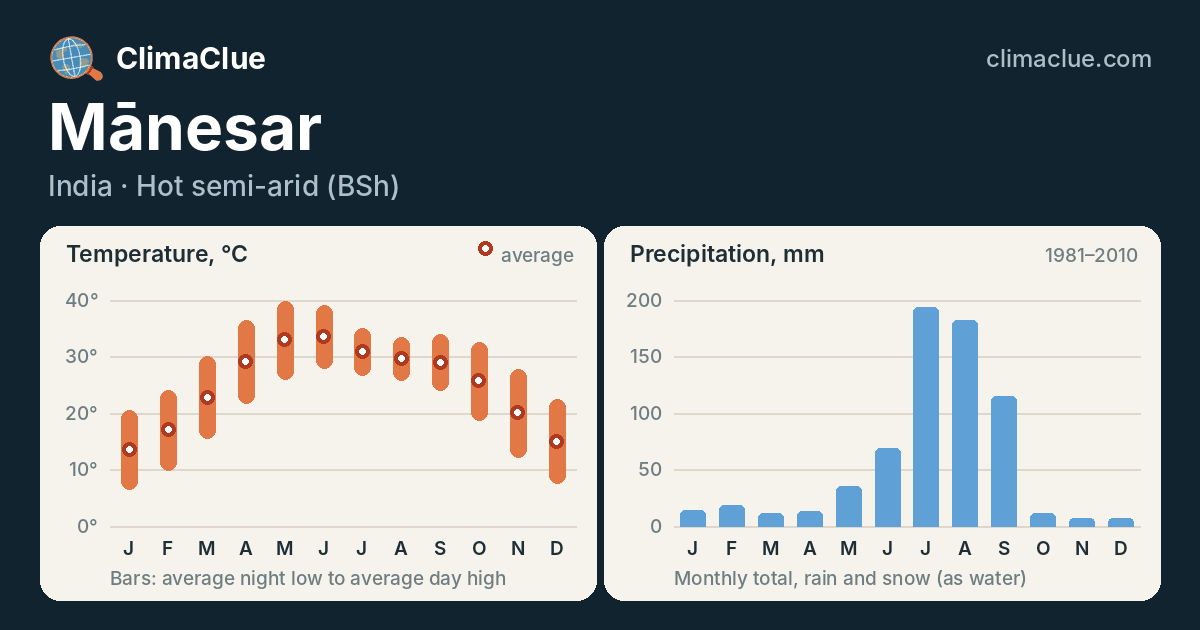 ClimaClue
climaclue.com
Mānesar
India · Hot semi-arid (BSh)
Temperature, °C
average
40°
30°
20°
10°
0°
J F M A M J J A S O N D
Bars: average night low to average day high
Precipitation, mm
1981–2010
200
150
100
50
0
J F M A M J J A S O N D
Monthly total, rain and snow (as water)